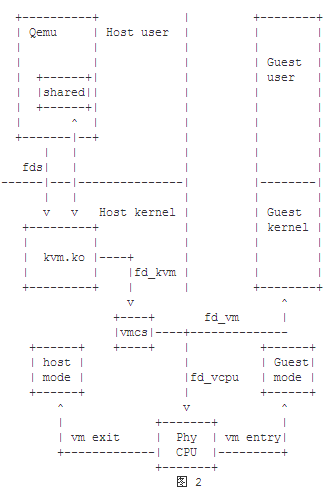 Qemu Host user
Guest
user
shared
fds
Host kernel Guest
kernel
kvm.ko
fd_kvm
fd_vm
vmcs
host Guest
mode fd_vcpu mode
vm exit Phy vm entry
CPU
图 2